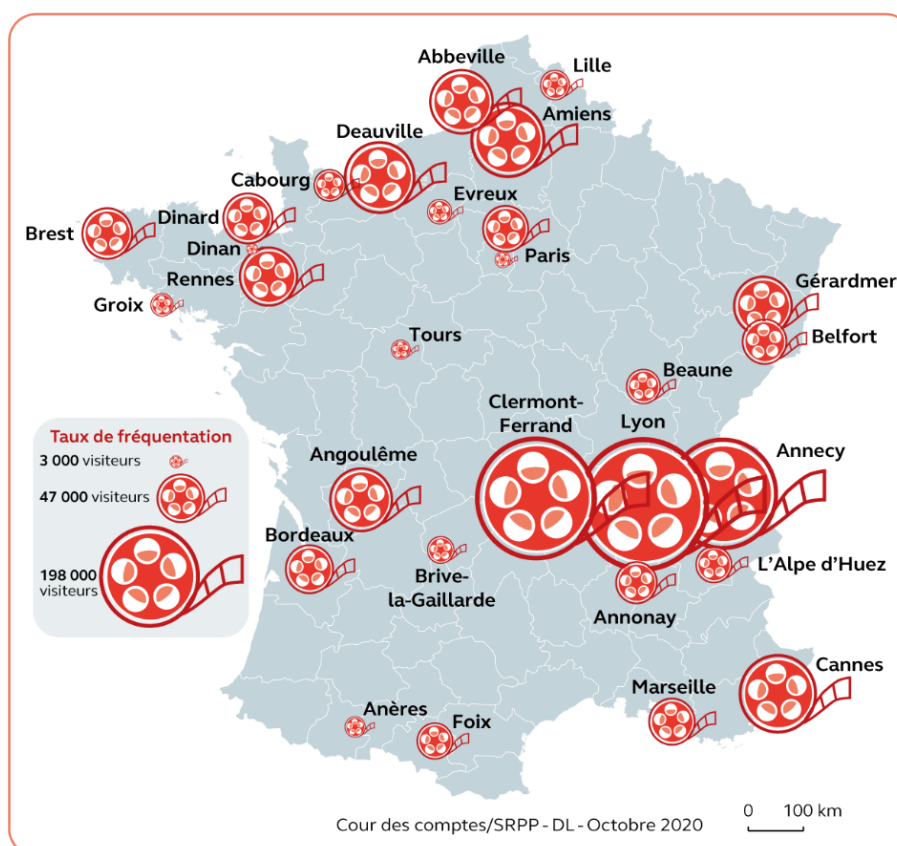 Abbeville
Lille
Amiens
Deauville
Cabourg
Evreux
Dinard
Brest
Dinan
Paris
Rennes
Gérardmer
Groix
Tours
Belfort
Beaune
Clermont-
Ferrand
Lyon
Taux de fréquentation
3 000 visiteurs
47 000 visiteurs
198 000
visiteurs
Angoulême
Annecy
Bordeaux
L'Alpe d'Huez
Brive-
la-Gaillarde
Annonay
Cannes
Marseille
Anères
Foix
Cour des comptes/SRPP - DL - Octobre 2020
0 100 km